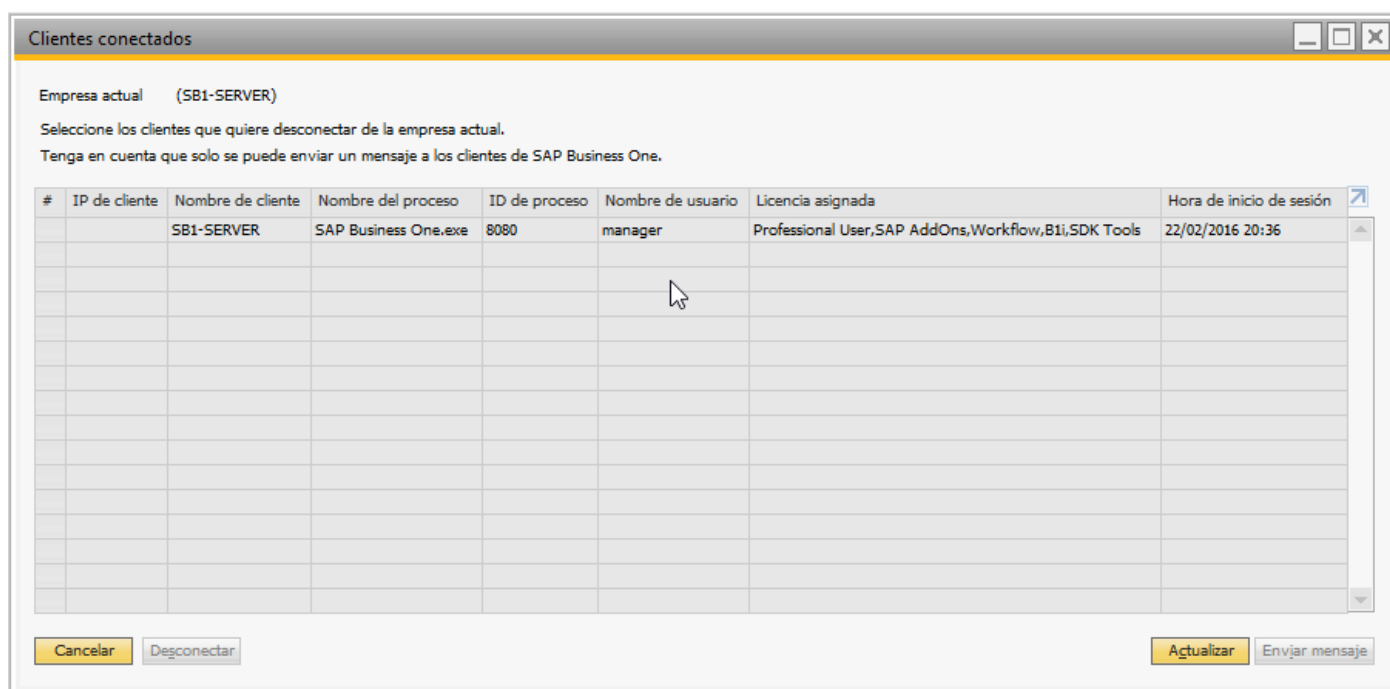 Clientes conectados
Empresa actual (SB1-SERVER)
Seleccione los clientes que quiere desconectar de la empresa actual.
Tenga en cuenta que solo se puede enviar un mensaje a los clientes de SAP Business One.
# IP de cliente Nombre de cliente Nombre del proceso ID de proceso Nombre de usuario Licencia asignada Hora de inicio de sesión
SB1-SERVER SAP Business One.exe 8080 manager Professional User,SAP AddOns,Workflow,B1i,SDK Tools 22/02/2016 20:36
Cancelar Desconectar Actualizar Enviar mensaje